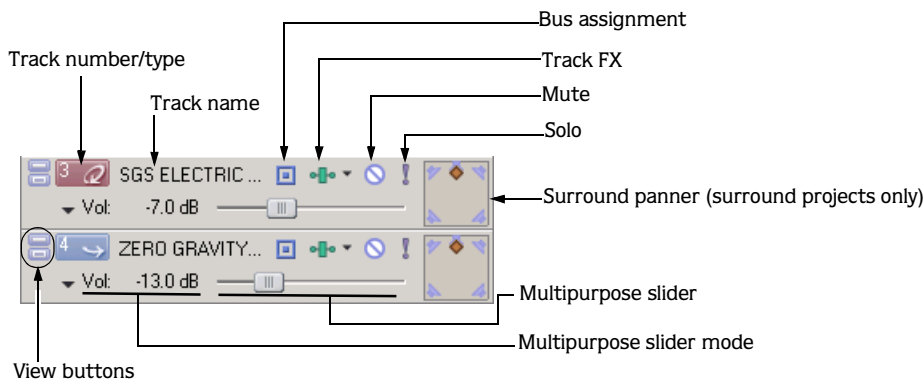 Bus assignment
Track number/type
Track FX
Track name
Mute
Solo
3 SGS ELECTRIC ...
Vol: -7.0 dB
Surround panner (surround projects only)
4 ZERO GRAVITY...
Vol: -13.0 dB
Multipurpose slider
Multipurpose slider mode
View buttons